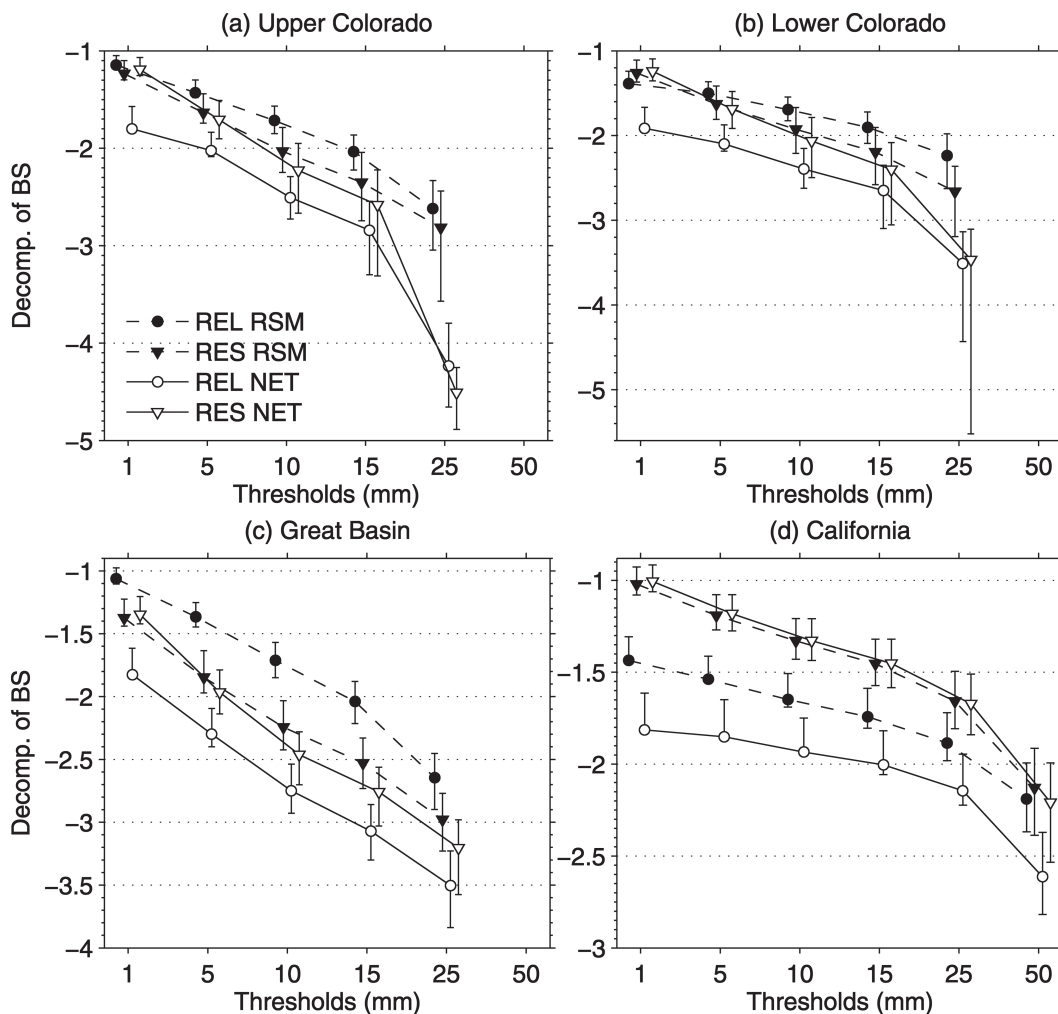 (a) Upper Colorado
(b) Lower Colorado
−1
−2
−3
−4
−5
Decomp. of BS
REL RSM
RES RSM
REL NET
RES NET
1 5 10 15 25 50
Thresholds (mm)
−1
−2
−3
−4
−5
1 5 10 15 25 50
Thresholds (mm)
(c) Great Basin
(d) California
−1
−1.5
−2
−2.5
−3
−3.5
−4
Decomp. of BS
1 5 10 15 25 50
Thresholds (mm)
−1
−1.5
−2
−2.5
−3
1 5 10 15 25 50
Thresholds (mm)